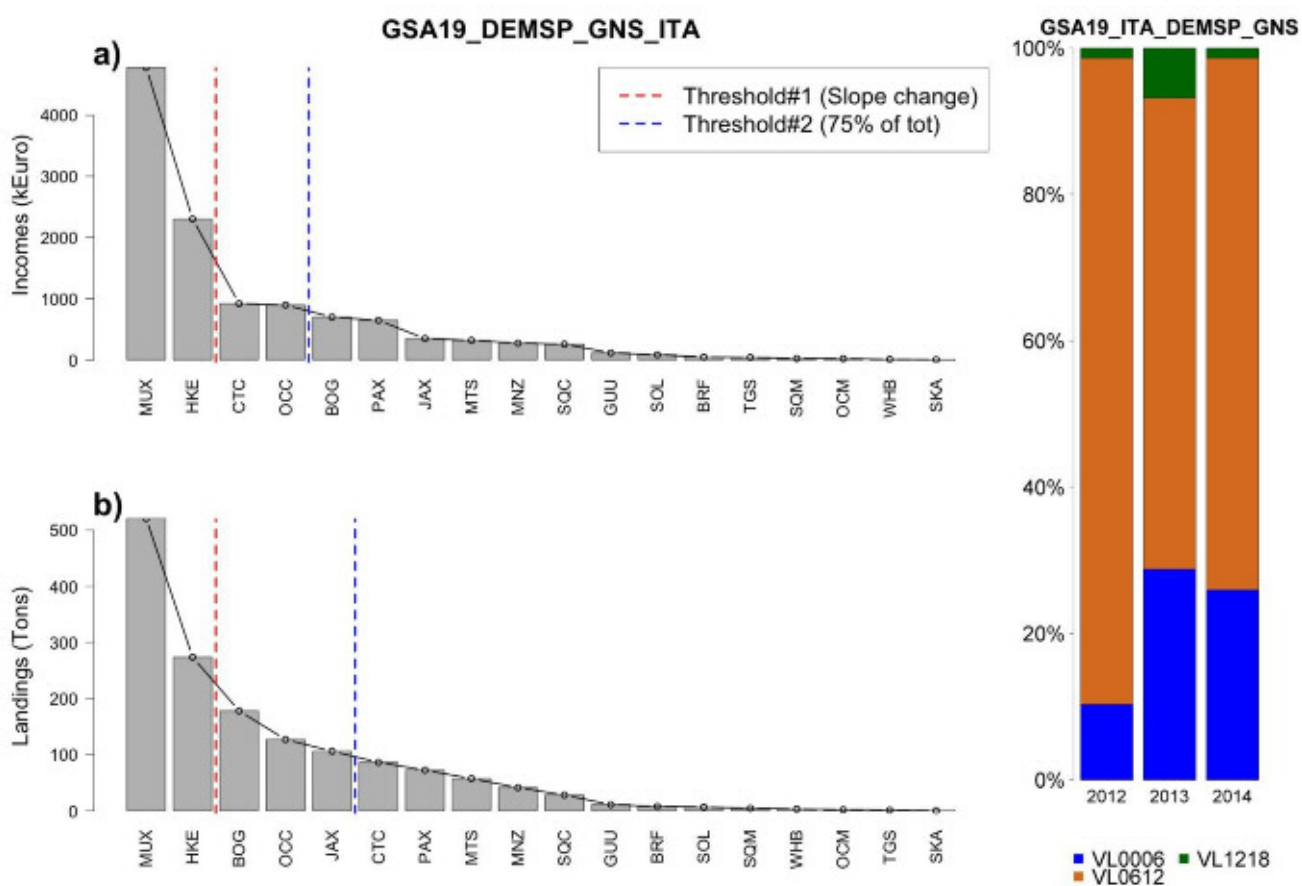 GSA19_DEMSP_GNS_ITA
a)
Threshold#1 (Slope change)
Threshold#2 (75% of tot)
Incomes (kEuro)
4000
3000
2000
1000
0
MUX HKE CTC OCC BOG PAX JAX MTS MNZ SQC GUU SOL BRF TGS SQM OCM WHB SKA
b)
Landings (Tons)
500
400
300
200
100
0
MUX HKE BOG OCC JAX CTC PAX MTS MNZ SQC GUU BRF SOL SQM WHB OCM TGS SKA
GSA19_ITA_DEMSP_GNS
100%
80%
60%
40%
20%
0%
2012 2013 2014
VL0006 VL1218
VL0612